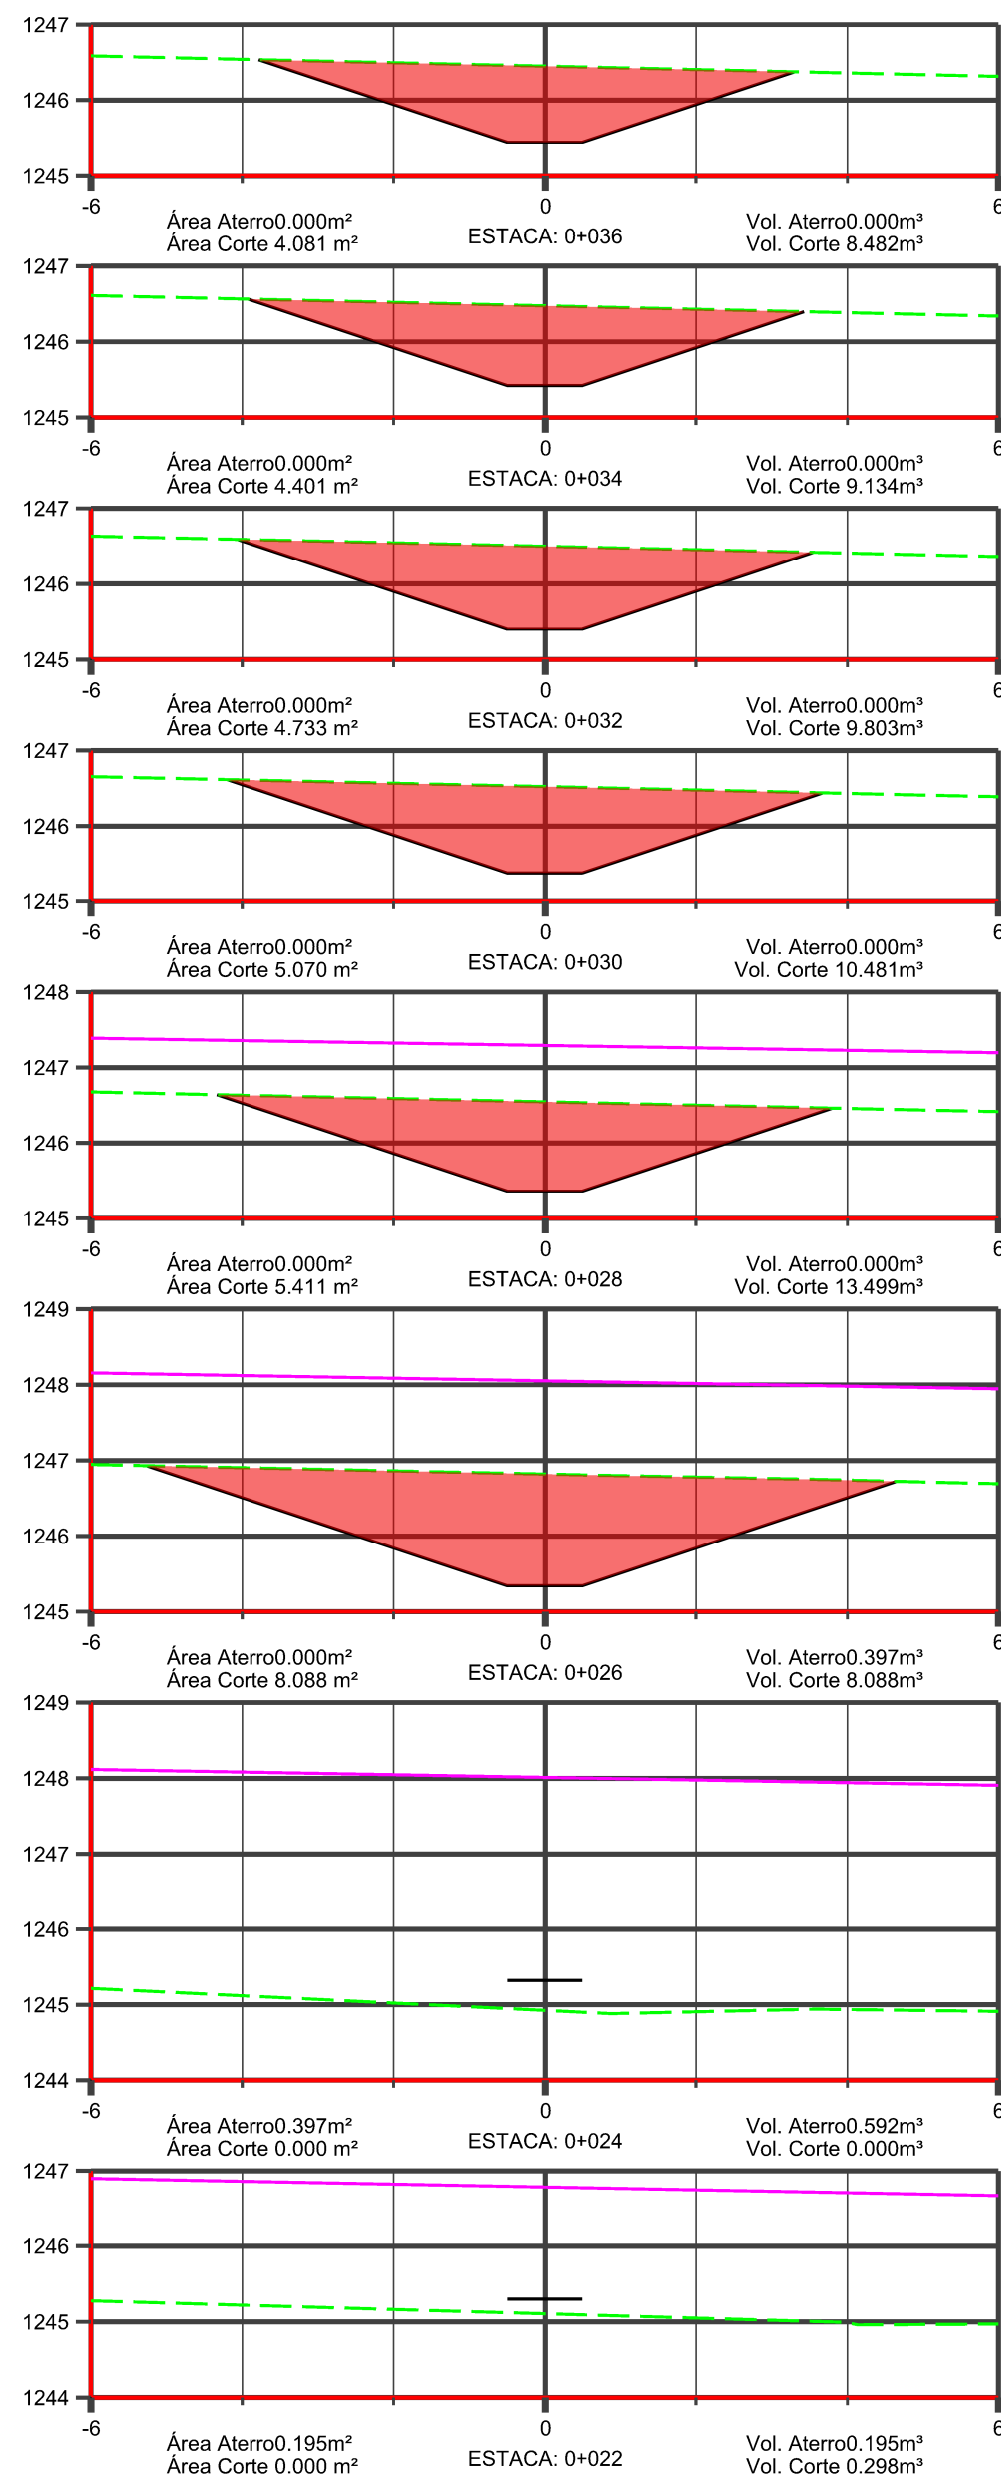 1247
1246
1245
-6 0 6
Área Aterro0.000m² Vol. Aterro0.000m³
Área Corte 4.081 m² ESTACA: 0+036 Vol. Corte 8.482m³
1247
1246
1245
-6 0 6
Área Aterro0.000m² Vol. Aterro0.000m³
Área Corte 4.401 m² ESTACA: 0+034 Vol. Corte 9.134m³
1247
1246
1245
-6 0 6
Área Aterro0.000m² Vol. Aterro0.000m³
Área Corte 4.733 m² ESTACA: 0+032 Vol. Corte 9.803m³
1247
1246
1245
-6 0 6
Área Aterro0.000m² Vol. Aterro0.000m³
Área Corte 5.070 m² ESTACA: 0+030 Vol. Corte 10.481m³
1248
1247
1246
1245
-6 0 6
Área Aterro0.000m² Vol. Aterro0.000m³
Área Corte 5.411 m² ESTACA: 0+028 Vol. Corte 13.499m³
1249
1248
1247
1246
1245
-6 0 6
Área Aterro0.000m² Vol. Aterro0.397m³
Área Corte 8.088 m² ESTACA: 0+026 Vol. Corte 8.088m³
1249
1248
1247
1246
1245
1244
-6 0 6
Área Aterro0.397m² Vol. Aterro0.592m³
Área Corte 0.000 m² ESTACA: 0+024 Vol. Corte 0.000m³
1247
1246
1245
1244
-6 0 6
Área Aterro0.195m² Vol. Aterro0.195m³
Área Corte 0.000 m² ESTACA: 0+022 Vol. Corte 0.298m³